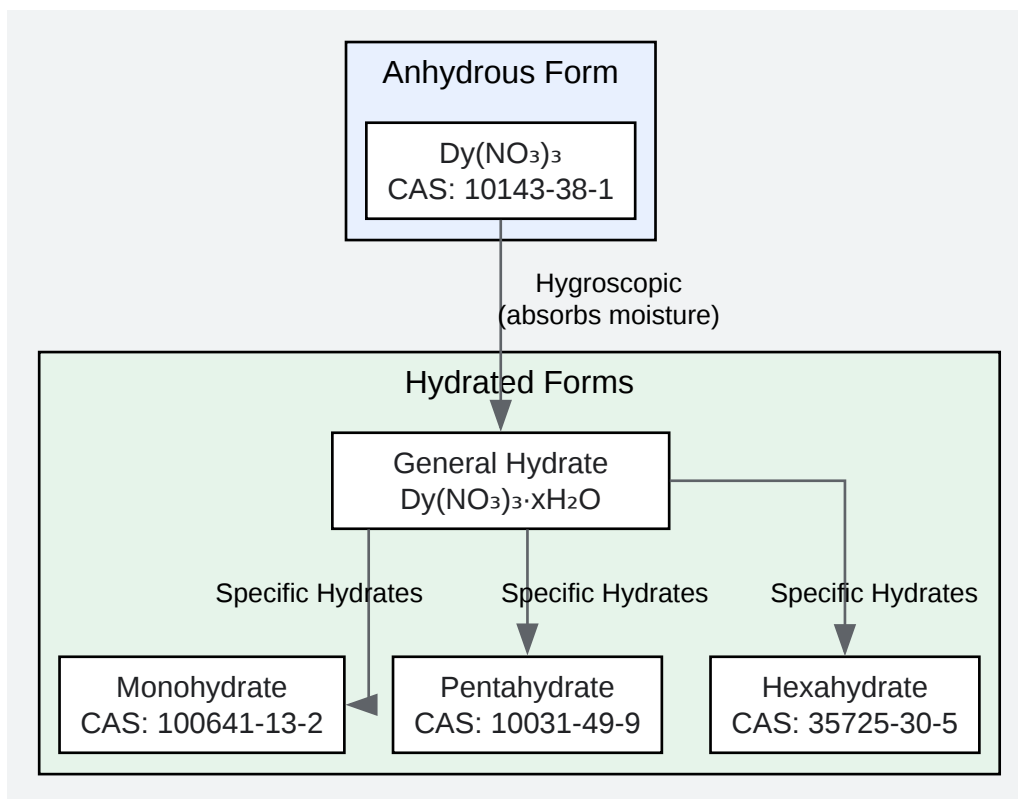 Anhydrous Form
Dy(NO₃)₃
CAS: 10143-38-1
Hygroscopic
(absorbs moisture)
Hydrated Forms
General Hydrate
Dy(NO₃)₃·xH₂O
Specific Hydrates
Specific Hydrates
Specific Hydrates
Monohydrate
CAS: 100641-13-2
Pentahydrate
CAS: 10031-49-9
Hexahydrate
CAS: 35725-30-5